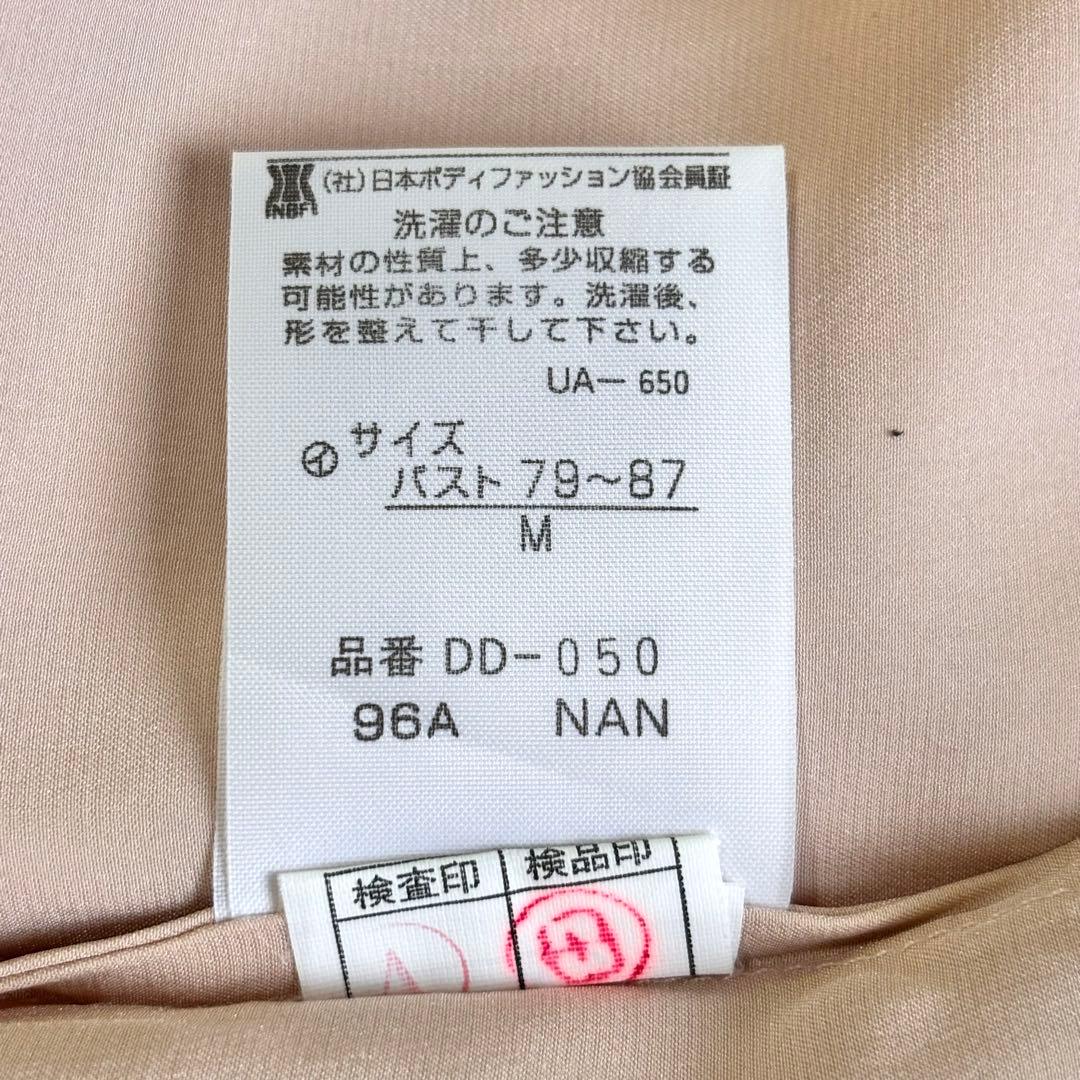 NBF
(社)日本ボディファッション協会員証
洗濯のご注意
素材の性質上、多少収縮する
可能性があります。洗濯後、
形を整えて干して下さい。
UA-650
㋑サイズ
バスト 79〜87
M
品番 DD-050
96A NAN
検査印 検品印